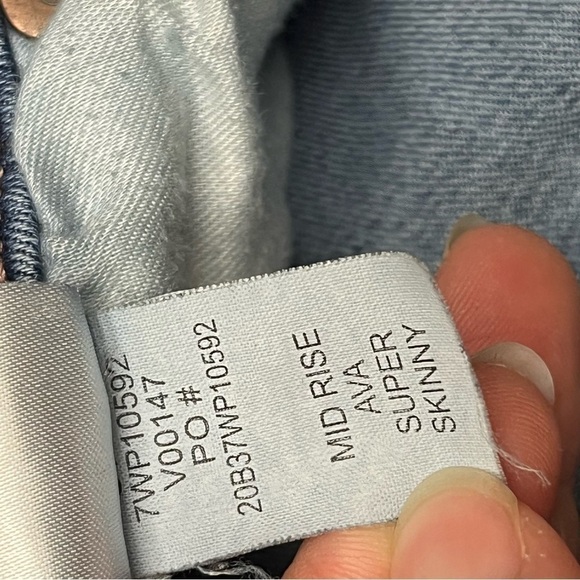 7WP10592
V00147
PO #
20B37WP10592
MID RISE
AVA
SUPER
SKINNY